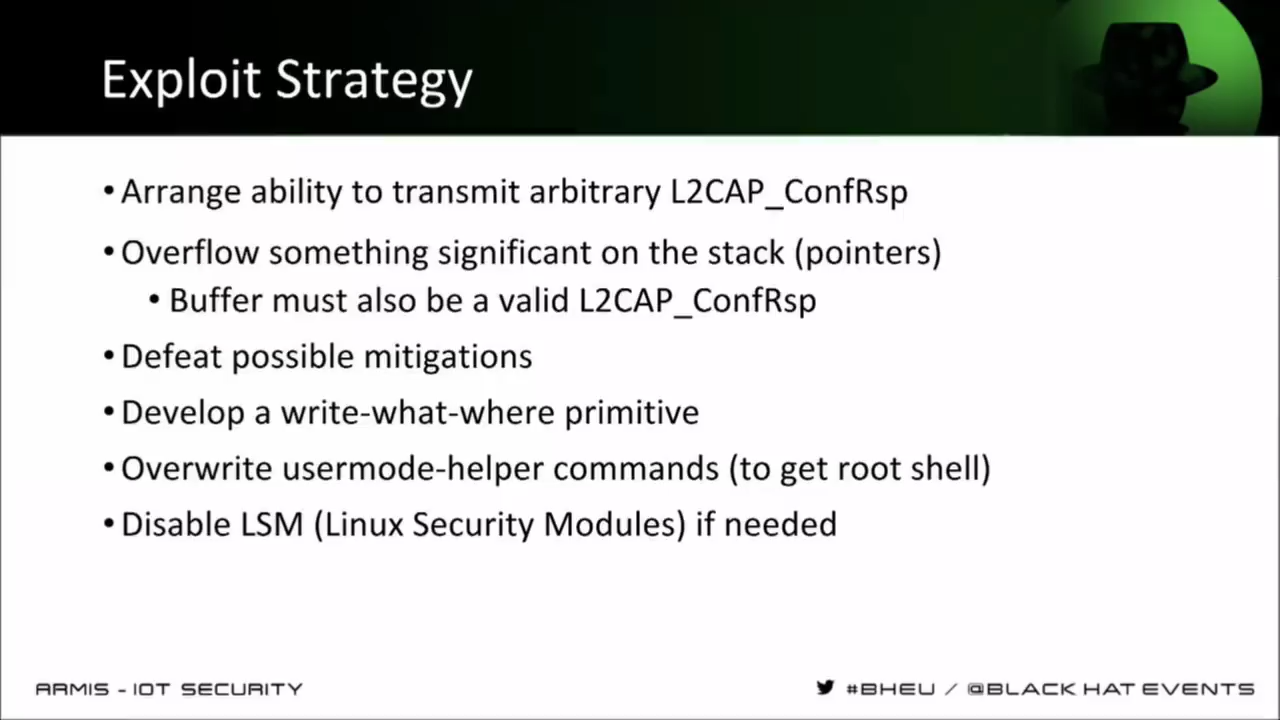 Exploit Strategy
• Arrange ability to transmit arbitrary L2CAP_ConfRsp
• Overflow something significant on the stack (pointers)
• Buffer must also be a valid L2CAP_ConfRsp
• Defeat possible mitigations
• Develop a write-what-where primitive
• Overwrite usermode-helper commands (to get root shell)
• Disable LSM (Linux Security Modules) if needed
ARMIS - IOT SECURITY
#BHEU / @BLACK HAT EVENTS